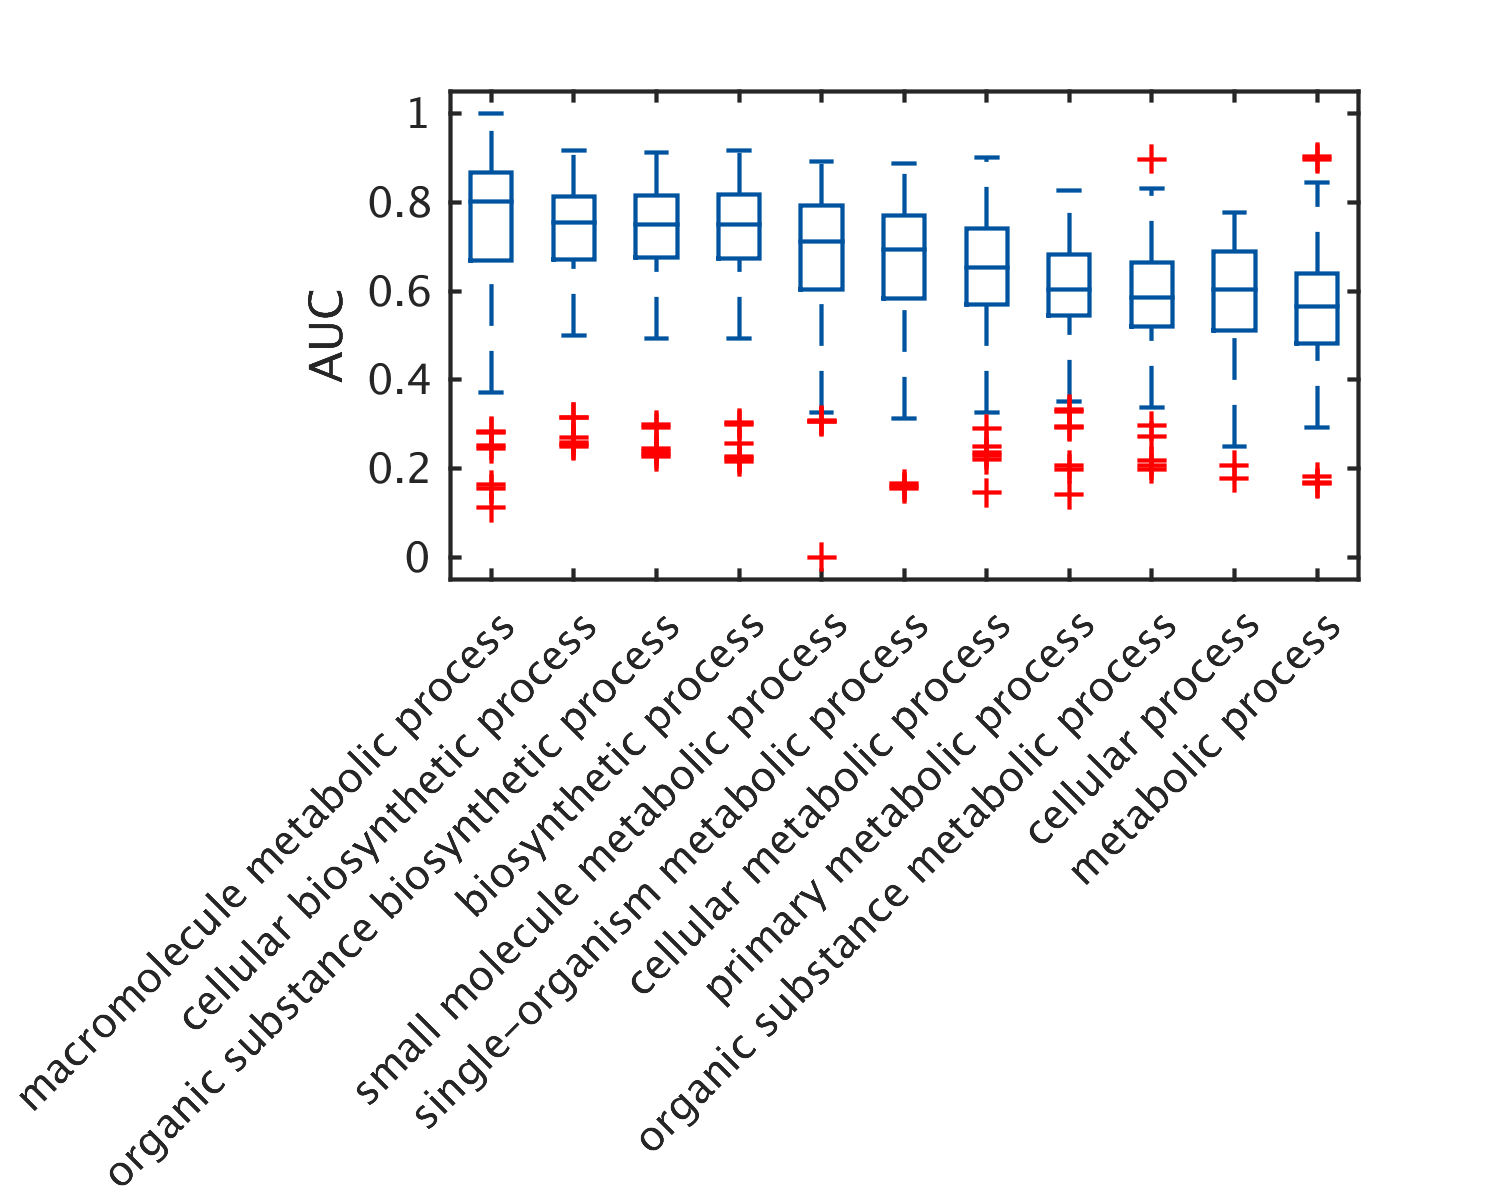 1
0.8
0.6
0.4
0.2
0
AUC
macromolecule metabolic process
cellular biosynthetic process
organic substance biosynthetic process
biosynthetic process
small molecule metabolic process
single−organism metabolic process
cellular metabolic process
primary metabolic process
organic substance metabolic process
cellular process
metabolic process